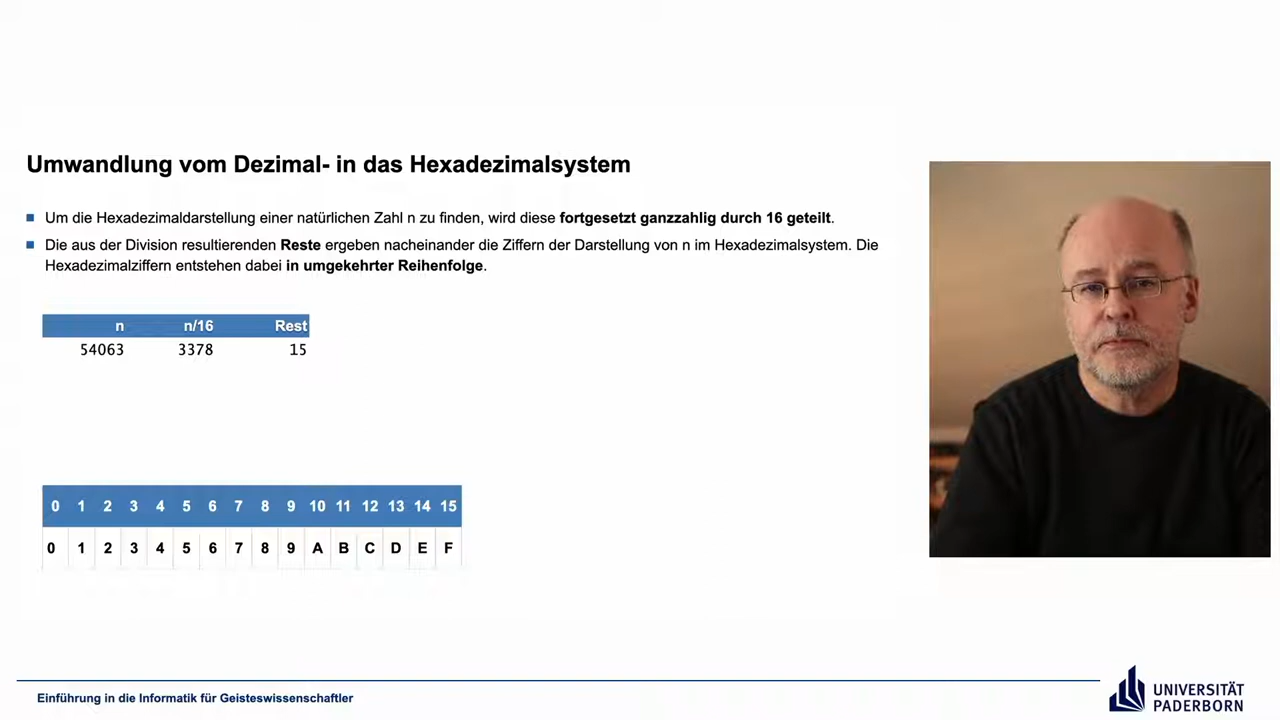 Umwandlung vom Dezimal- in das Hexadezimalsystem
Um die Hexadezimaldarstellung einer natürlichen Zahl n zu finden, wird diese fortgesetzt ganzzahlig durch 16 geteilt.
Die aus der Division resultierenden Reste ergeben nacheinander die Ziffern der Darstellung von n im Hexadezimalsystem. Die
Hexadezimalziffern entstehen dabei in umgekehrter Reihenfolge.
n n/16 Rest
54063 3378 15
0 1 2 3 4 5 6 7 8 9 10 11 12 13 14 15
0 1 2 3 4 5 6 7 8 9 A B C D E F
Einführung in die Informatik für Geisteswissenschaftler
UNIVERSITÄT
PADERBORN